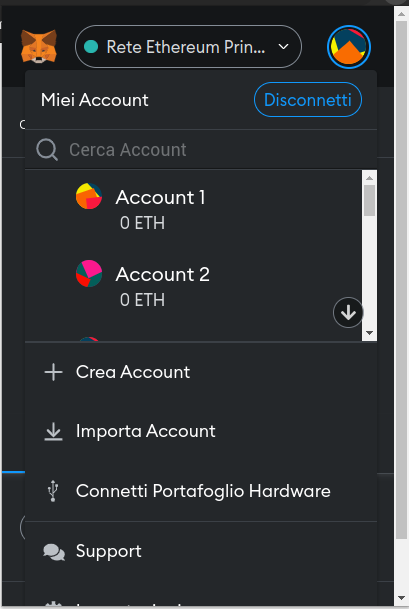 Rete Ethereum Prin...
Miei Account
Disconnetti
Cerca Account
Account 1
0 ETH
Account 2
0 ETH
Crea Account
Importa Account
Connetti Portafoglio Hardware
Support